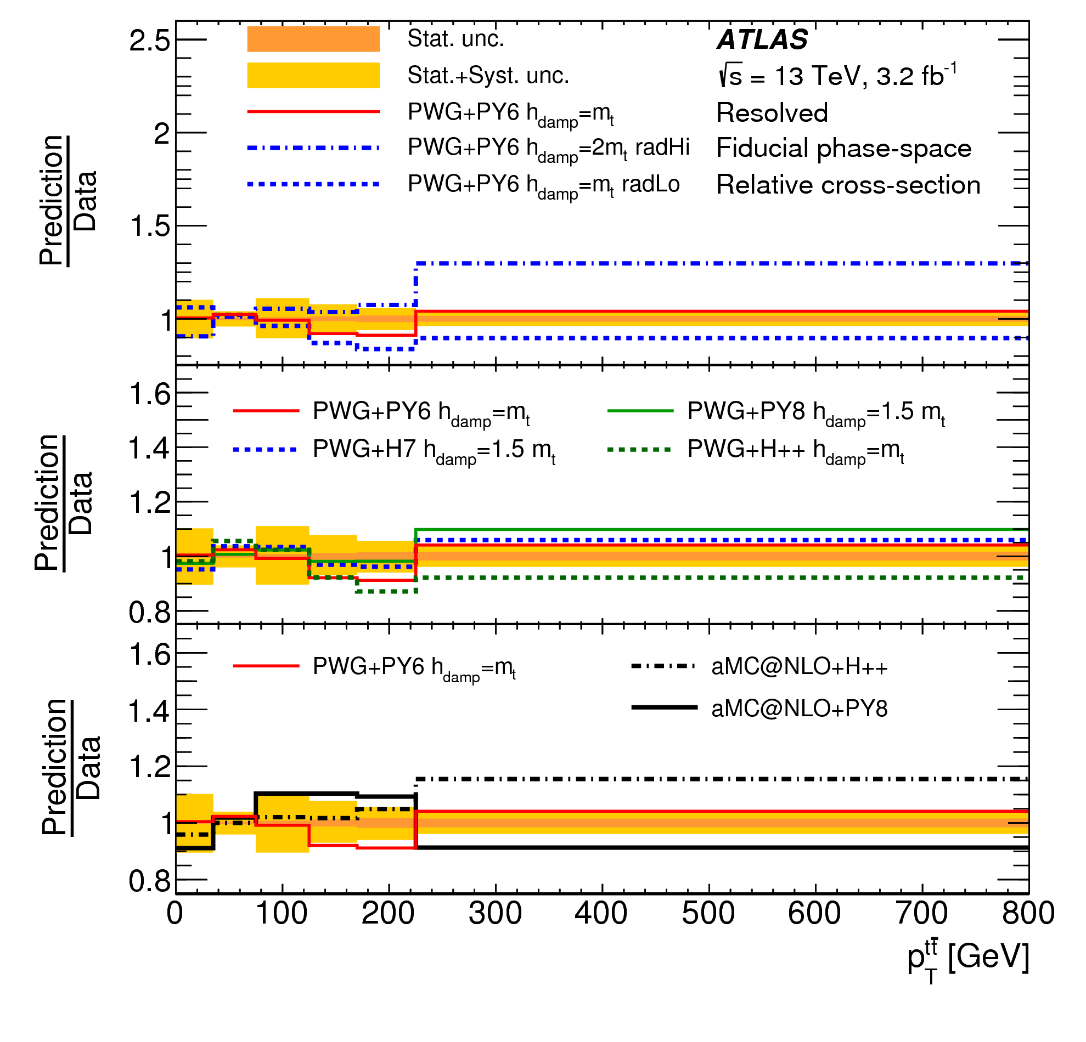 2.5
2
1.5
1
Prediction
Data
Stat. unc.
Stat.+Syst. unc.
PWG+PY6 h_damp=m_t
PWG+PY6 h_damp=2m_t radHi
PWG+PY6 h_damp=m_t radLo
ATLAS
√s = 13 TeV, 3.2 fb⁻¹
Resolved
Fiducial phase-space
Relative cross-section
1.6
1.4
1.2
1
0.8
Prediction
Data
PWG+PY6 h_damp=m_t
PWG+PY8 h_damp=1.5 m_t
PWG+H7 h_damp=1.5 m_t
PWG+H++ h_damp=m_t
1.6
1.4
1.2
1
0.8
Prediction
Data
PWG+PY6 h_damp=m_t
aMC@NLO+H++
aMC@NLO+PY8
0 100 200 300 400 500 600 700 800
p_T^{tt̄} [GeV]